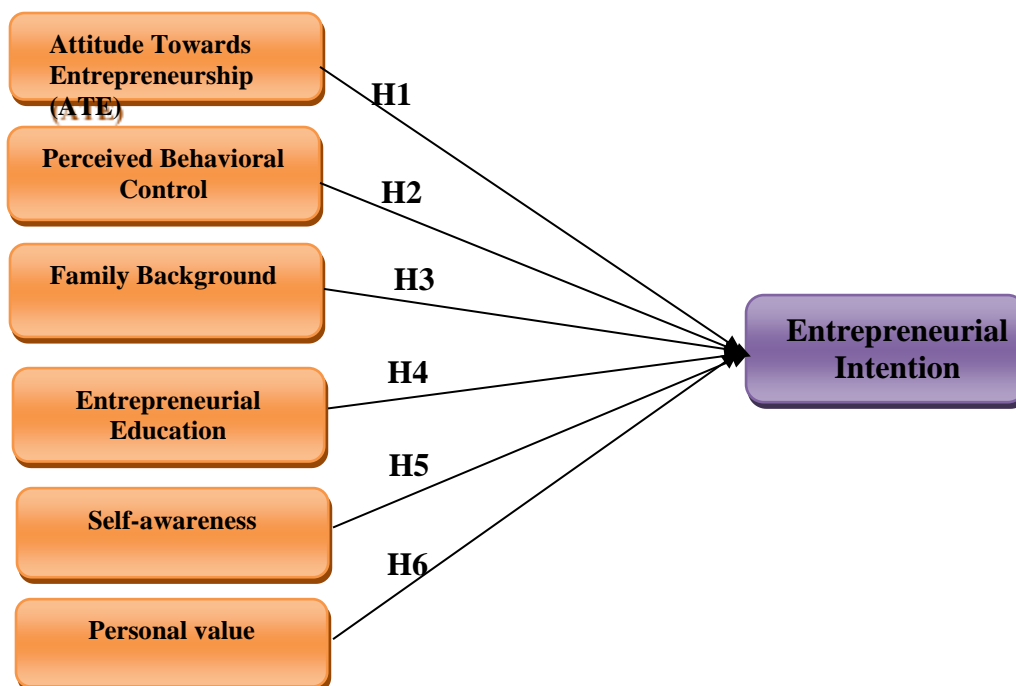 Attitude Towards
Entrepreneurship
(ATE)
H1
Perceived Behavioral
Control
H2
Family Background
H3
Entrepreneurial
Intention
Entrepreneurial
Education
H4
Self-awareness
H5
Personal value
H6